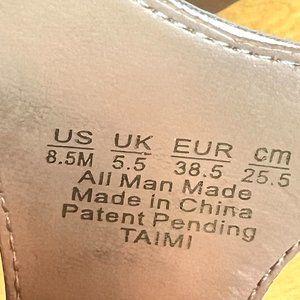 US UK EUR cm
8.5M 5.5 38.5 25.5
All Man Made
Made in China
Patent Pending
TAIMI